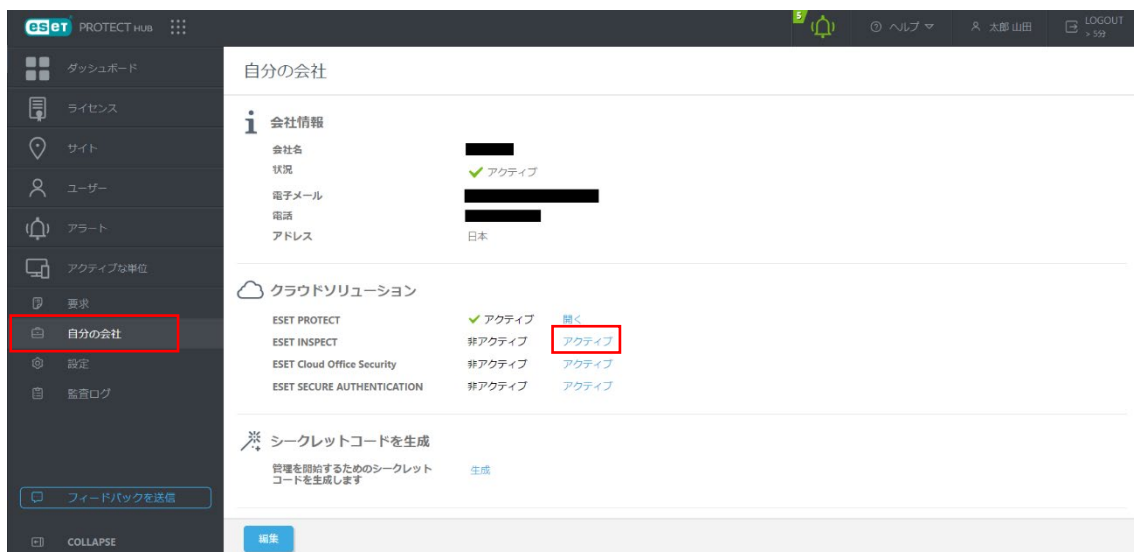 eset PROTECT HUB
5
ヘルプ
太郎 山田
LOGOUT
> 5分
ダッシュボード
ライセンス
サイト
ユーザー
アラート
アクティブな単位
要求
自分の会社
設定
監査ログ
フィードバックを送信
COLLAPSE
自分の会社
会社情報
会社名
状況 アクティブ
電子メール
電話
アドレス 日本
クラウドソリューション
ESET PROTECT アクティブ 開く
ESET INSPECT 非アクティブ アクティブ
ESET Cloud Office Security 非アクティブ アクティブ
ESET SECURE AUTHENTICATION 非アクティブ アクティブ
シークレットコードを生成
管理を開始するためのシークレット 生成
コードを生成します
編集